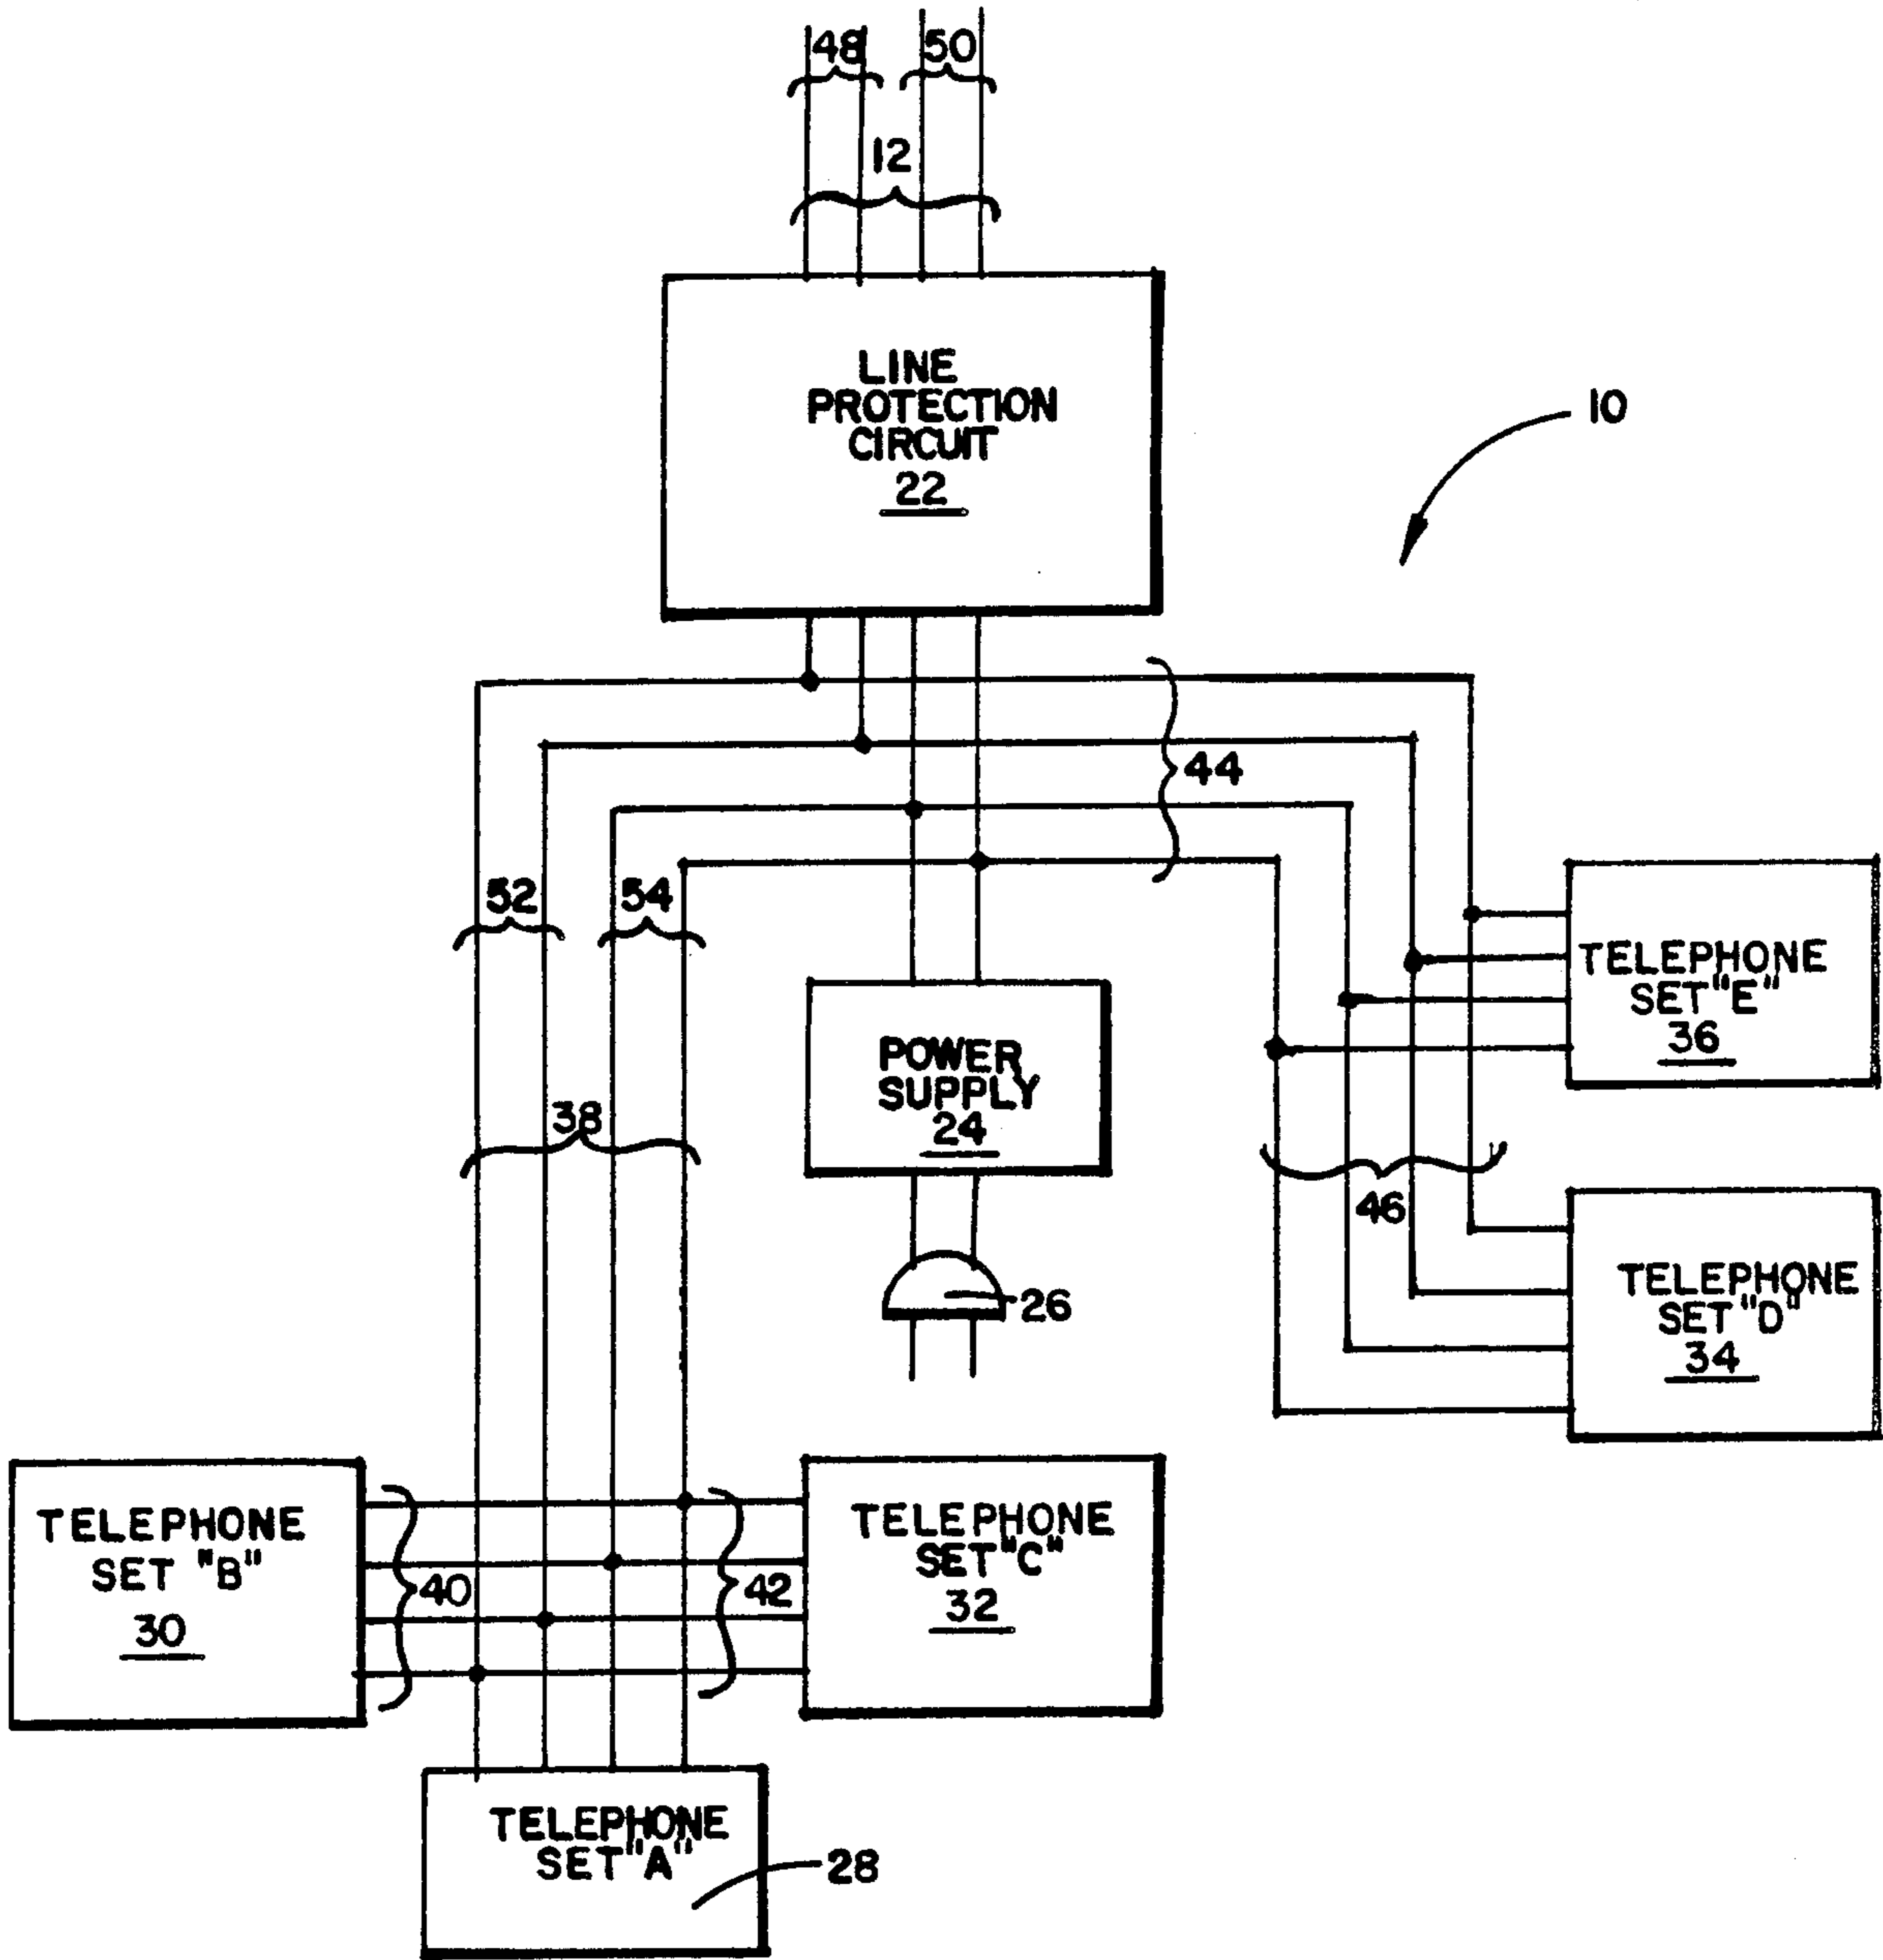 48
50
12
LINE
PROTECTION
CIRCUIT
22
10
44
52
54
TELEPHONE
SET "E"
36
POWER
SUPPLY
24
38
46
26
TELEPHONE
SET "D"
34
TELEPHONE
SET "B"
30
40
42
TELEPHONE
SET "C"
32
TELEPHONE
SET "A"
28